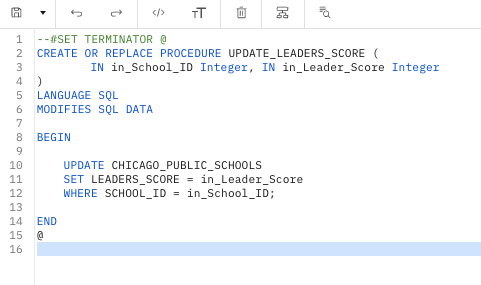 1 --#SET TERMINATOR @
2 CREATE OR REPLACE PROCEDURE UPDATE_LEADERS_SCORE (
3         IN in_School_ID Integer, IN in_Leader_Score Integer
4 )
5 LANGUAGE SQL
6 MODIFIES SQL DATA
7
8 BEGIN
9
10     UPDATE CHICAGO_PUBLIC_SCHOOLS
11     SET LEADERS_SCORE = in_Leader_Score
12     WHERE SCHOOL_ID = in_School_ID;
13
14 END
15 @
16